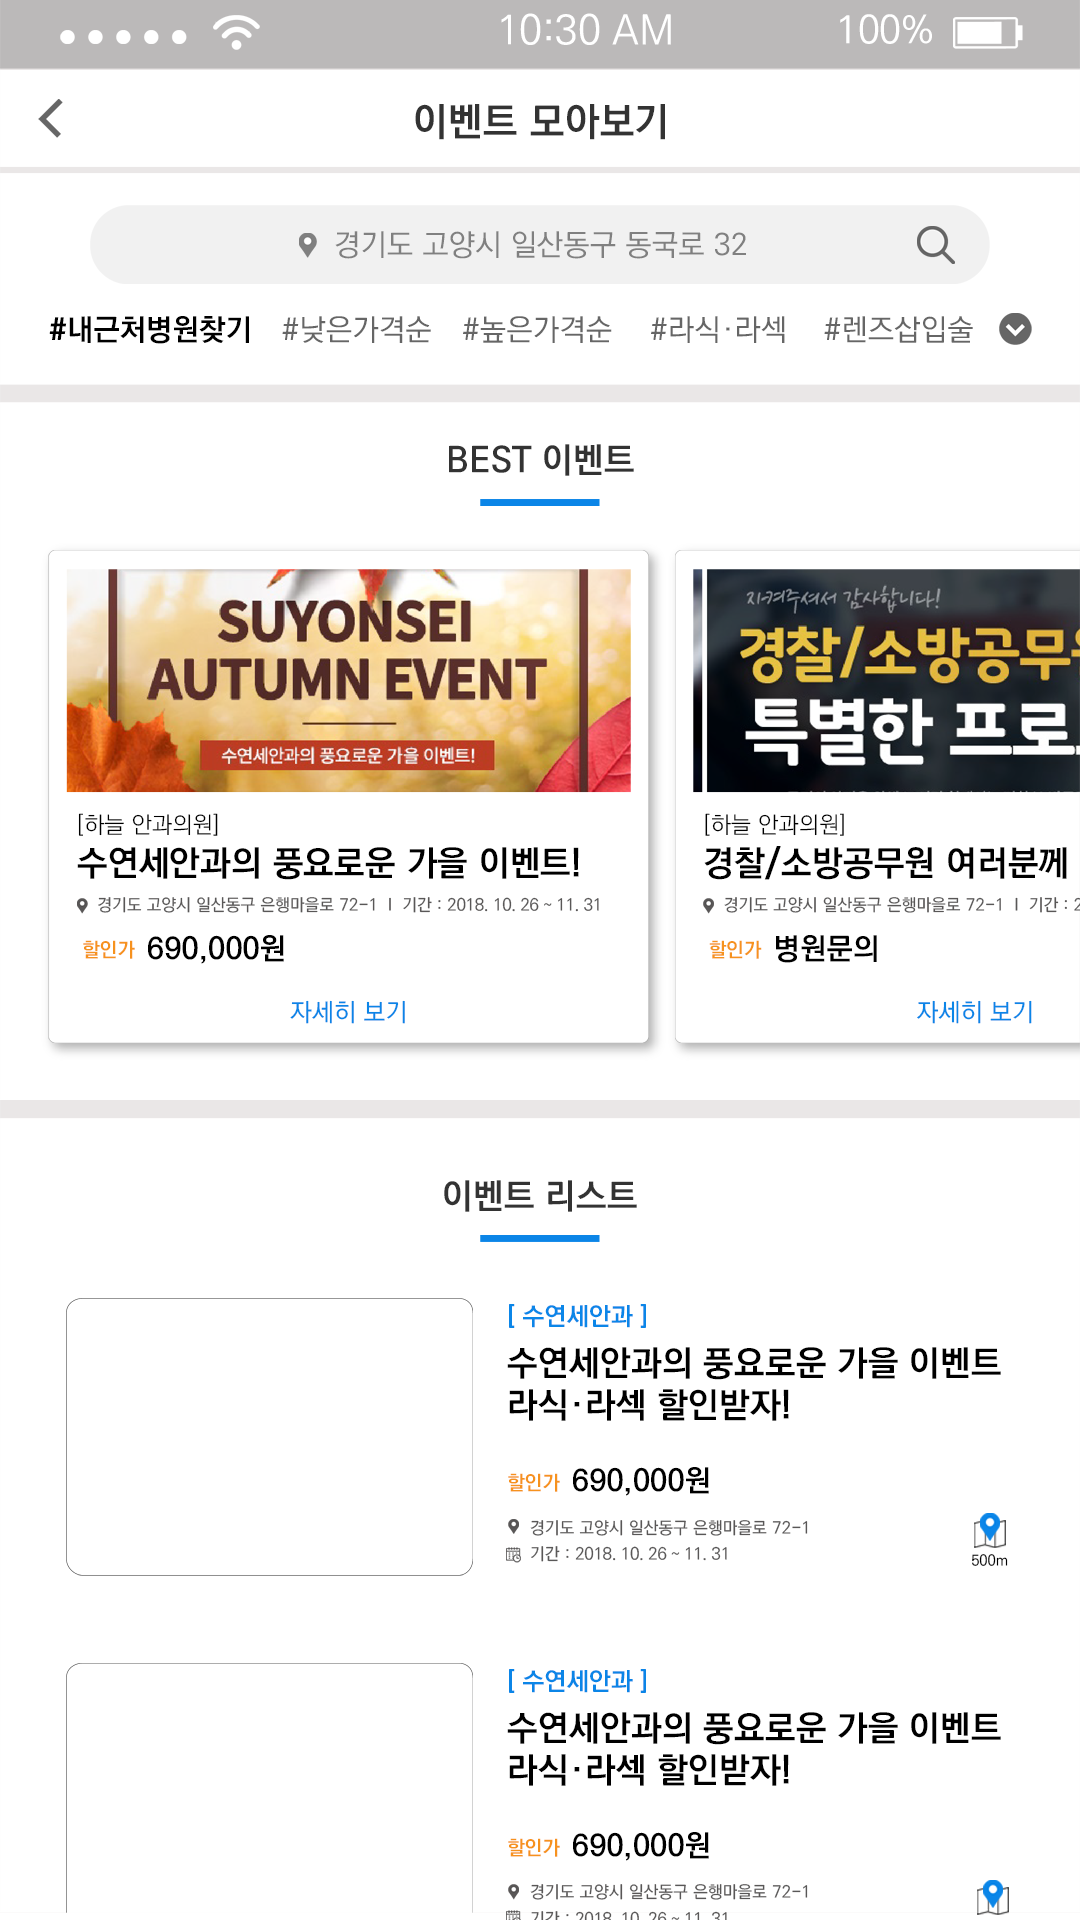 10:30 AM 100%
이벤트 모아보기
경기도 고양시 일산동구 동국로 32
#내근처병원찾기 #낮은가격순 #높은가격순 #라식·라섹 #렌즈삽입술
BEST 이벤트
SUYONSEI
AUTUMN EVENT
수연세안과의 풍요로운 가을 이벤트!
[하늘 안과의원]
수연세안과의 풍요로운 가을 이벤트!
경기도 고양시 일산동구 은행마을로 72-1 I 기간 : 2018. 10. 26 ~ 11. 31
할인가 690,000원
자세히 보기
지켜주셔서 감사합니다!
경찰/소방공무원
특별한 프로
[하늘 안과의원]
경찰/소방공무원 여러분께
경기도 고양시 일산동구 은행마을로 72-1 I 기간 : 2
할인가 병원문의
자세히 보기
이벤트 리스트
[ 수연세안과 ]
수연세안과의 풍요로운 가을 이벤트
라식·라섹 할인받자!
할인가 690,000원
경기도 고양시 일산동구 은행마을로 72-1
기간 : 2018. 10. 26 ~ 11. 31
500m
[ 수연세안과 ]
수연세안과의 풍요로운 가을 이벤트
라식·라섹 할인받자!
할인가 690,000원
경기도 고양시 일산동구 은행마을로 72-1
기간 : 2018. 10. 26 ~ 11. 31